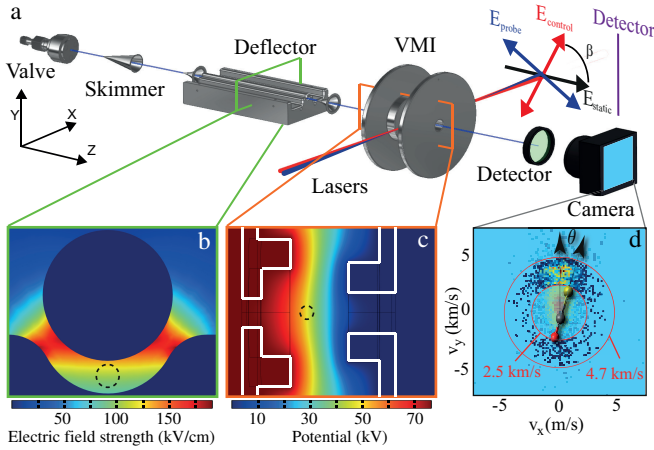 a
Valve
Skimmer
Deflector
VMI
E_probe
E_control
Detector
β
E_static
Y
X
Z
Lasers
Detector
Camera
b
c
d
θ
50 100 150
Electric field strength (kV/cm)
10 30 50 70
Potential (kV)
5
0
-5
v_y (km/s)
2.5 km/s
4.7 km/s
-5 0 5
v_x(m/s)